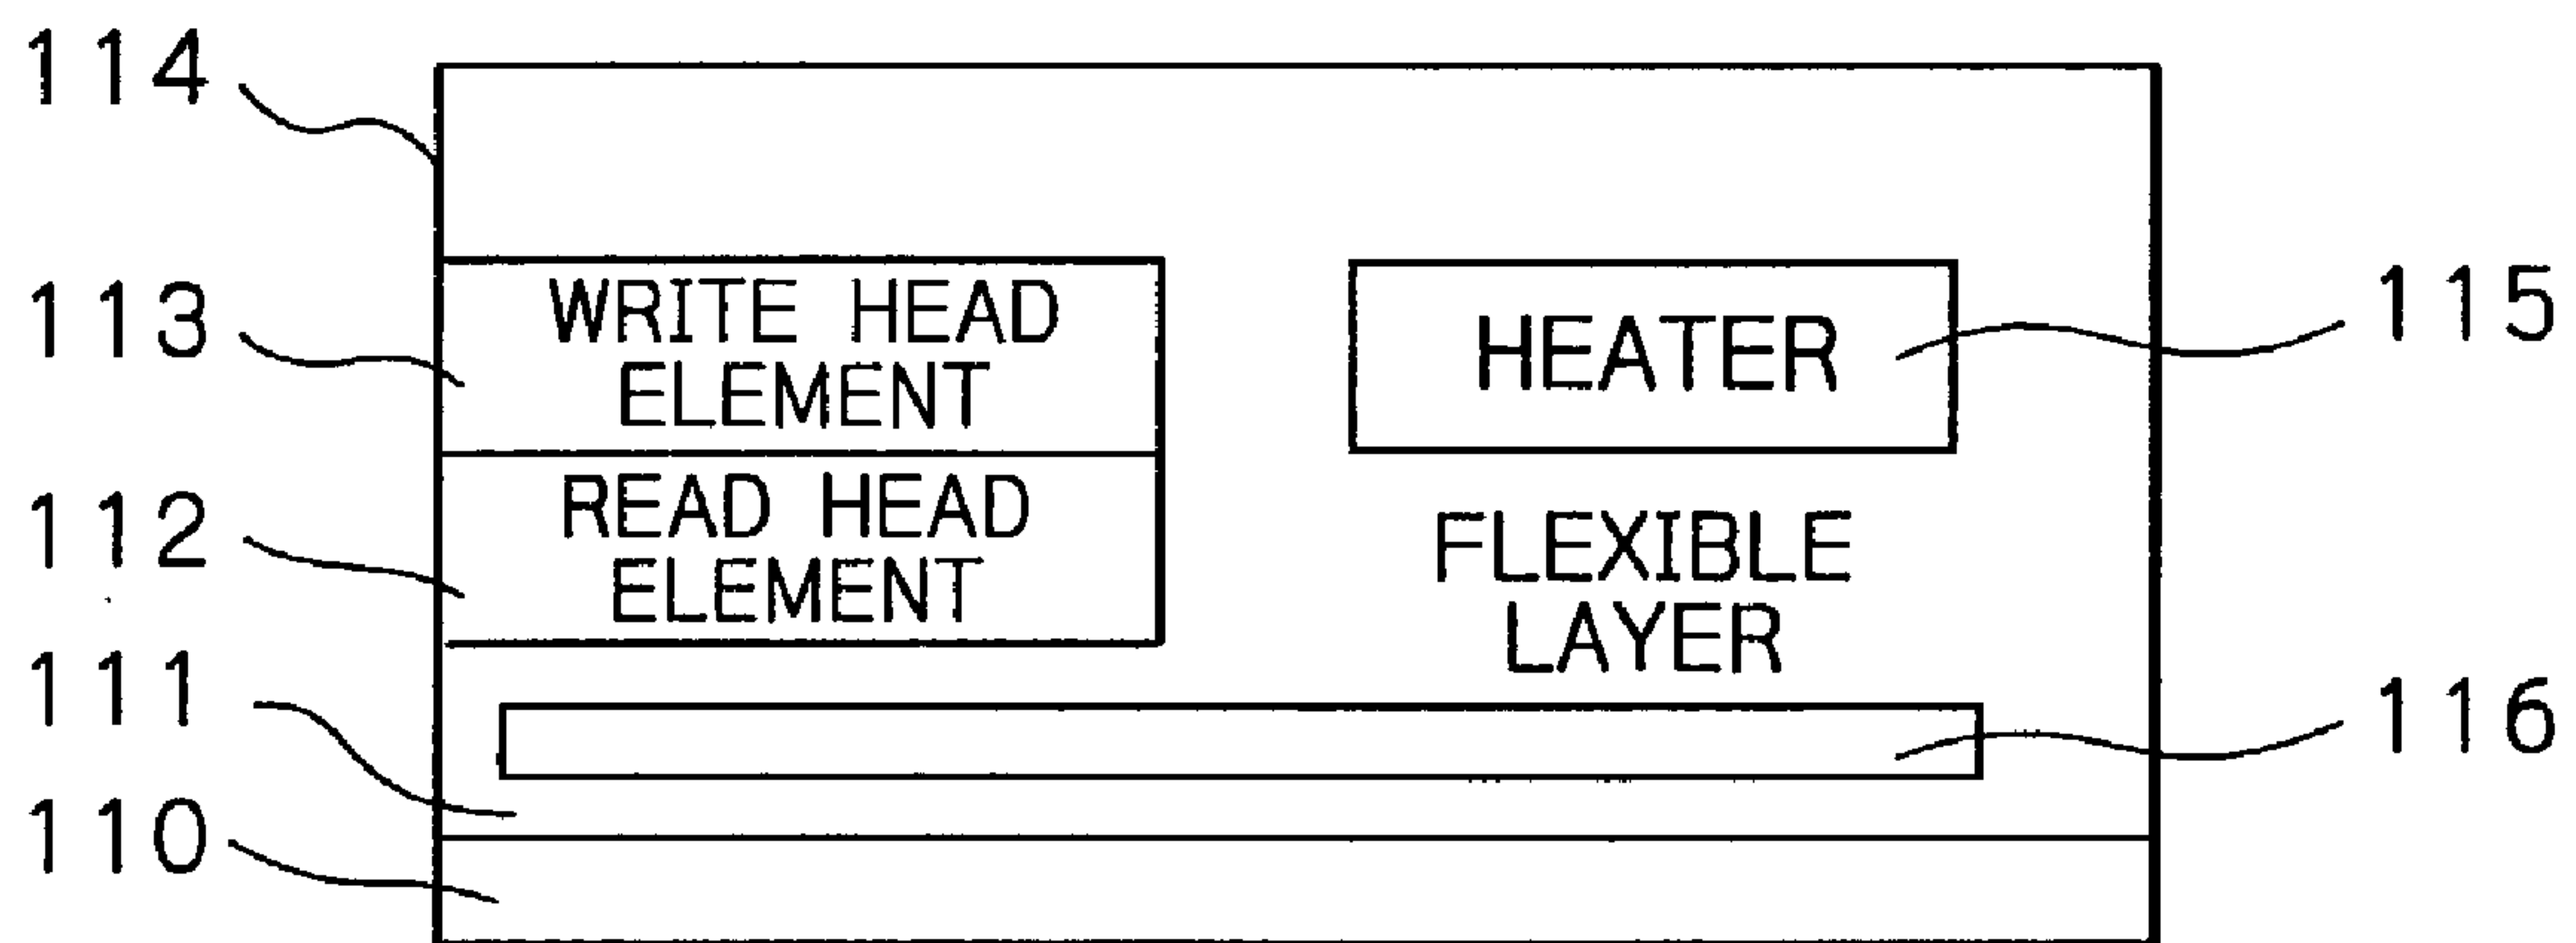 114
113
WRITE HEAD
ELEMENT
HEATER
115
112
READ HEAD
ELEMENT
FLEXIBLE
LAYER
111
116
110